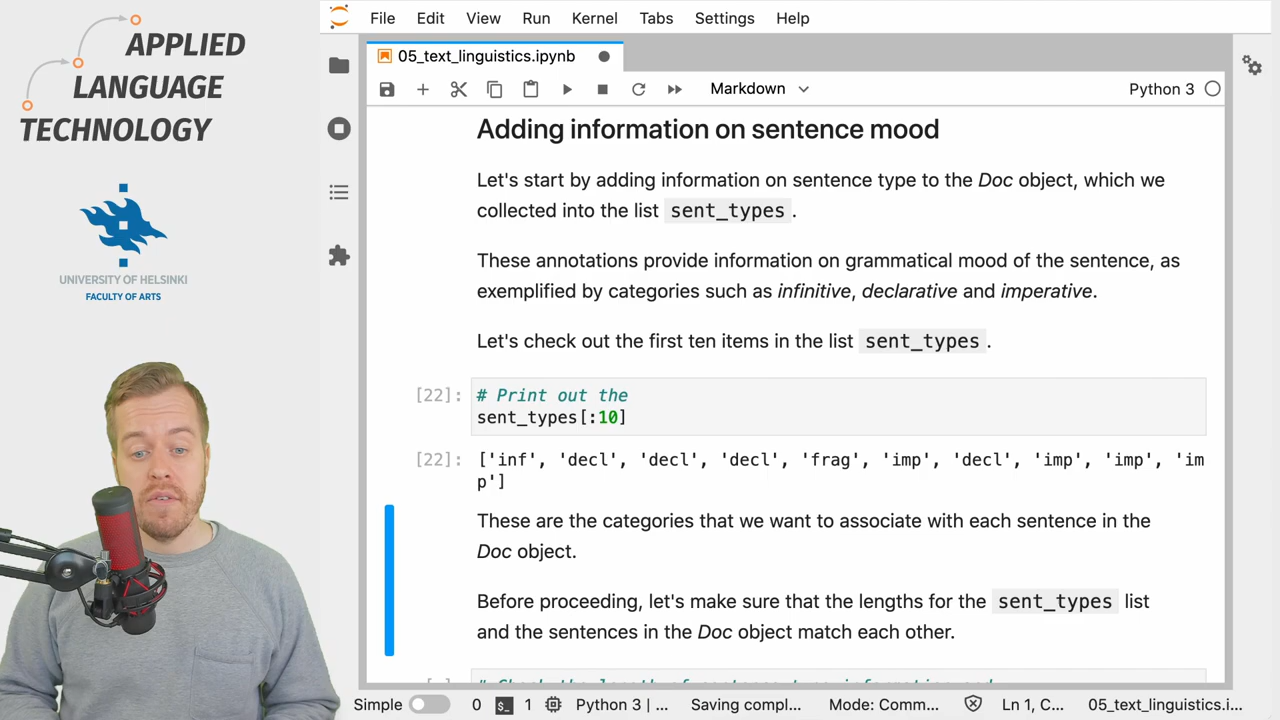 APPLIED
LANGUAGE
TECHNOLOGY
UNIVERSITY OF HELSINKI
FACULTY OF ARTS
File Edit View Run Kernel Tabs Settings Help
05_text_linguistics.ipynb
Markdown
Python 3
Adding information on sentence mood
Let's start by adding information on sentence type to the Doc object, which we
collected into the list sent_types.
These annotations provide information on grammatical mood of the sentence, as
exemplified by categories such as infinitive, declarative and imperative.
Let's check out the first ten items in the list sent_types.
[22]: # Print out the
sent_types[:10]
[22]: ['inf', 'decl', 'decl', 'decl', 'frag', 'imp', 'decl', 'imp', 'imp', 'im
p']
These are the categories that we want to associate with each sentence in the
Doc object.
Before proceeding, let's make sure that the lengths for the sent_types list
and the sentences in the Doc object match each other.
Simple 0 1 Python 3 | ... Saving compl... Mode: Comm... Ln 1, C... 05_text_linguistics.i...